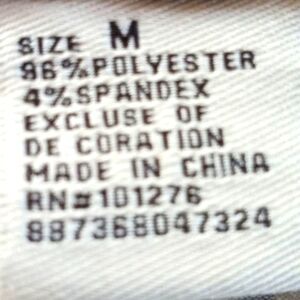 SIZE M
96%POLYESTER
4%SPANDEX
EXCLUSE OF
DE CORATION
MADE IN CHINA
RN#101276
887368047324